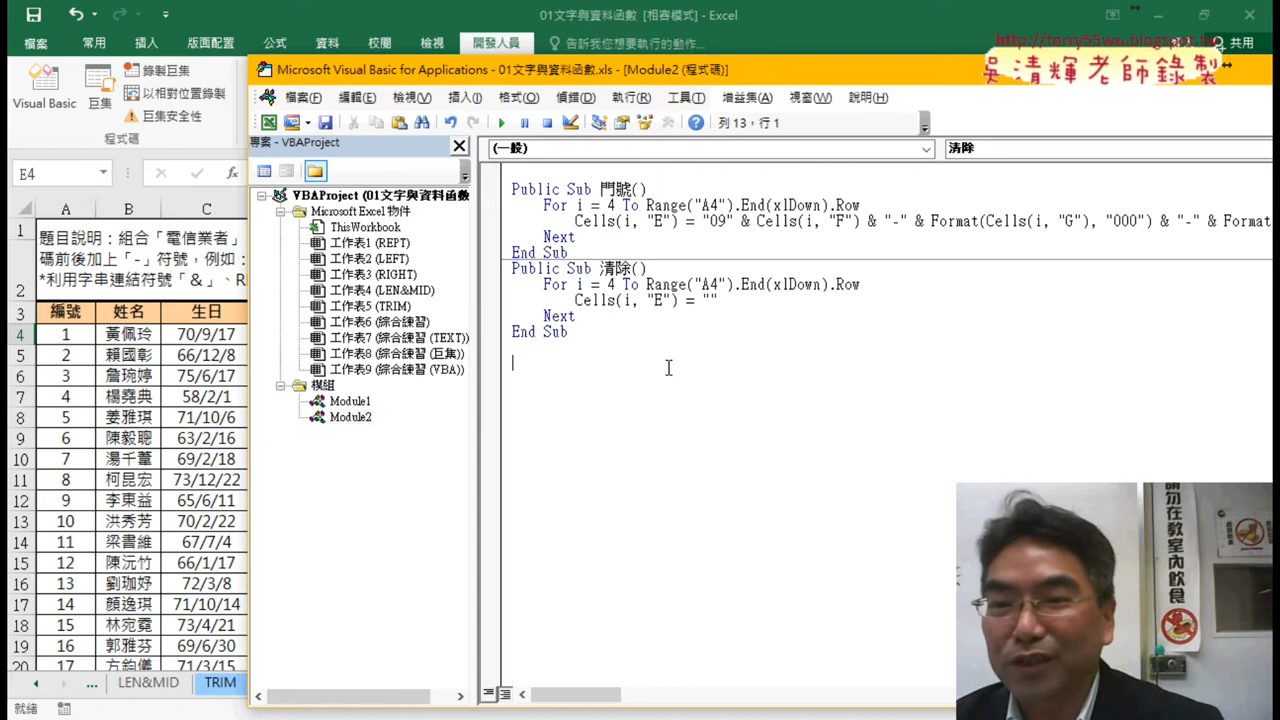 01文字與資料函數 [相容模式] - Excel
http://terry55wu.blogspot.tw
吳清輝老師錄製
檔案 常用 插入 版面配置 公式 資料 校閱 檢視 開發人員 告訴我您想要執行的動作... 共用
Visual Basic 巨集
錄製巨集
以相對位置錄製
巨集安全性
程式碼
E4
Microsoft Visual Basic for Applications - 01文字與資料函數.xls - [Module2 (程式碼)]
檔案(F) 編輯(E) 檢視(V) 插入(I) 格式(O) 偵錯(D) 執行(R) 工具(T) 增益集(A) 視窗(W) 說明(H)
列 13，行 1
專案 - VBAProject
(一般) 清除
VBAProject (01文字與資料函數
Microsoft Excel 物件
ThisWorkbook
工作表1 (REPT)
工作表2 (LEFT)
工作表3 (RIGHT)
工作表4 (LEN&MID)
工作表5 (TRIM)
工作表6 (綜合練習)
工作表7 (綜合練習 (TEXT))
工作表8 (綜合練習 (巨集))
工作表9 (綜合練習 (VBA))
模組
Module1
Module2
Public Sub 門號()
For i = 4 To Range("A4").End(xlDown).Row
Cells(i, "E") = "09" & Cells(i, "F") & "-" & Format(Cells(i, "G"), "000") & "-" & Format
Next
End Sub
Public Sub 清除()
For i = 4 To Range("A4").End(xlDown).Row
Cells(i, "E") = ""
Next
End Sub
A B C
1 題目說明：組合「電信業者」
碼前後加上「-」符號，例如：
2 *利用字串連結符號「&」、R
3 編號 姓名 生日
4 1 黃佩玲 70/9/17
5 2 賴國彰 66/12/8
6 3 詹琬婷 75/6/17
7 4 楊堯典 58/2/1
8 5 姜雅琪 71/10/6
9 6 陳毅聰 63/2/16
10 7 湯千葦 69/2/18
11 8 柯昆宏 73/12/22
12 9 李東益 65/6/11
13 10 洪秀芳 70/2/22
14 11 梁書維 67/7/4
15 12 陳沅竹 66/1/17
16 13 劉珈妤 72/3/8
17 14 顏逸琪 71/10/14
18 15 林宛霓 73/4/21
19 16 郭雅芬 69/6/30
20 17 方鈞儀 71/3/15
... LEN&MID TRIM
就緒
請勿在教室內飲食